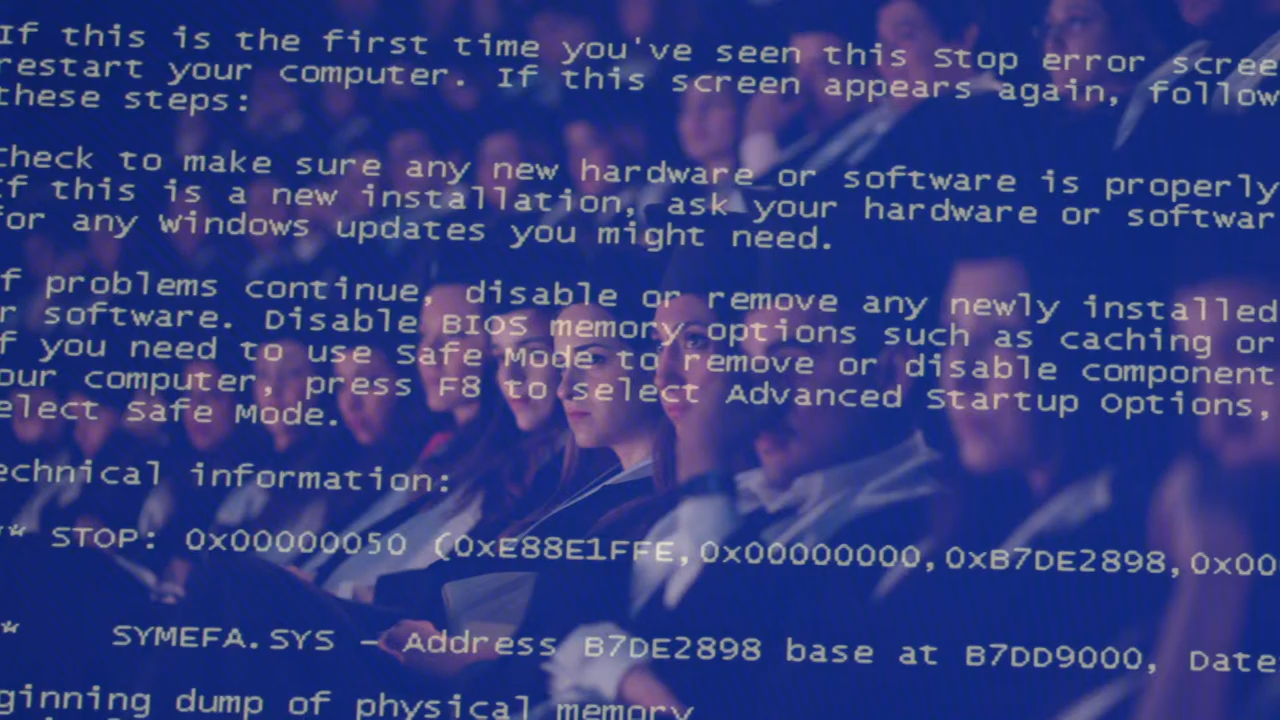 If this is the first time you've seen this Stop error scree
restart your computer. If this screen appears again, follow
these steps:
Check to make sure any new hardware or software is properly
If this is a new installation, ask your hardware or softwar
for any windows updates you might need.
f problems continue, disable or remove any newly installed
r software. Disable BIOS memory options such as caching or
f you need to use Safe Mode to remove or disable component
our computer, press F8 to select Advanced Startup Options,
elect Safe Mode.
echnical information:
** STOP: 0x00000050 (0xE88E1FFE,0x00000000,0xB7DE2898,0x00
* SYMEFA.SYS – Address B7DE2898 base at B7DD9000, Date
ginning dump of physical memory